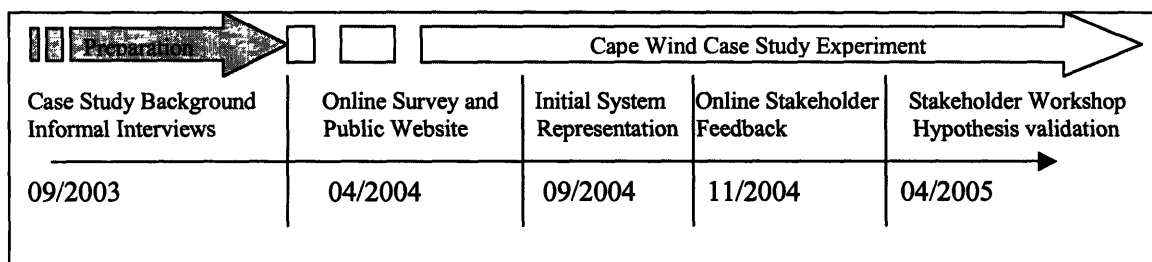 Preparation
Cape Wind Case Study Experiment
Case Study Background
Informal Interviews
Online Survey and
Public Website
Initial System
Representation
Online Stakeholder
Feedback
Stakeholder Workshop
Hypothesis validation
09/2003
04/2004
09/2004
11/2004
04/2005